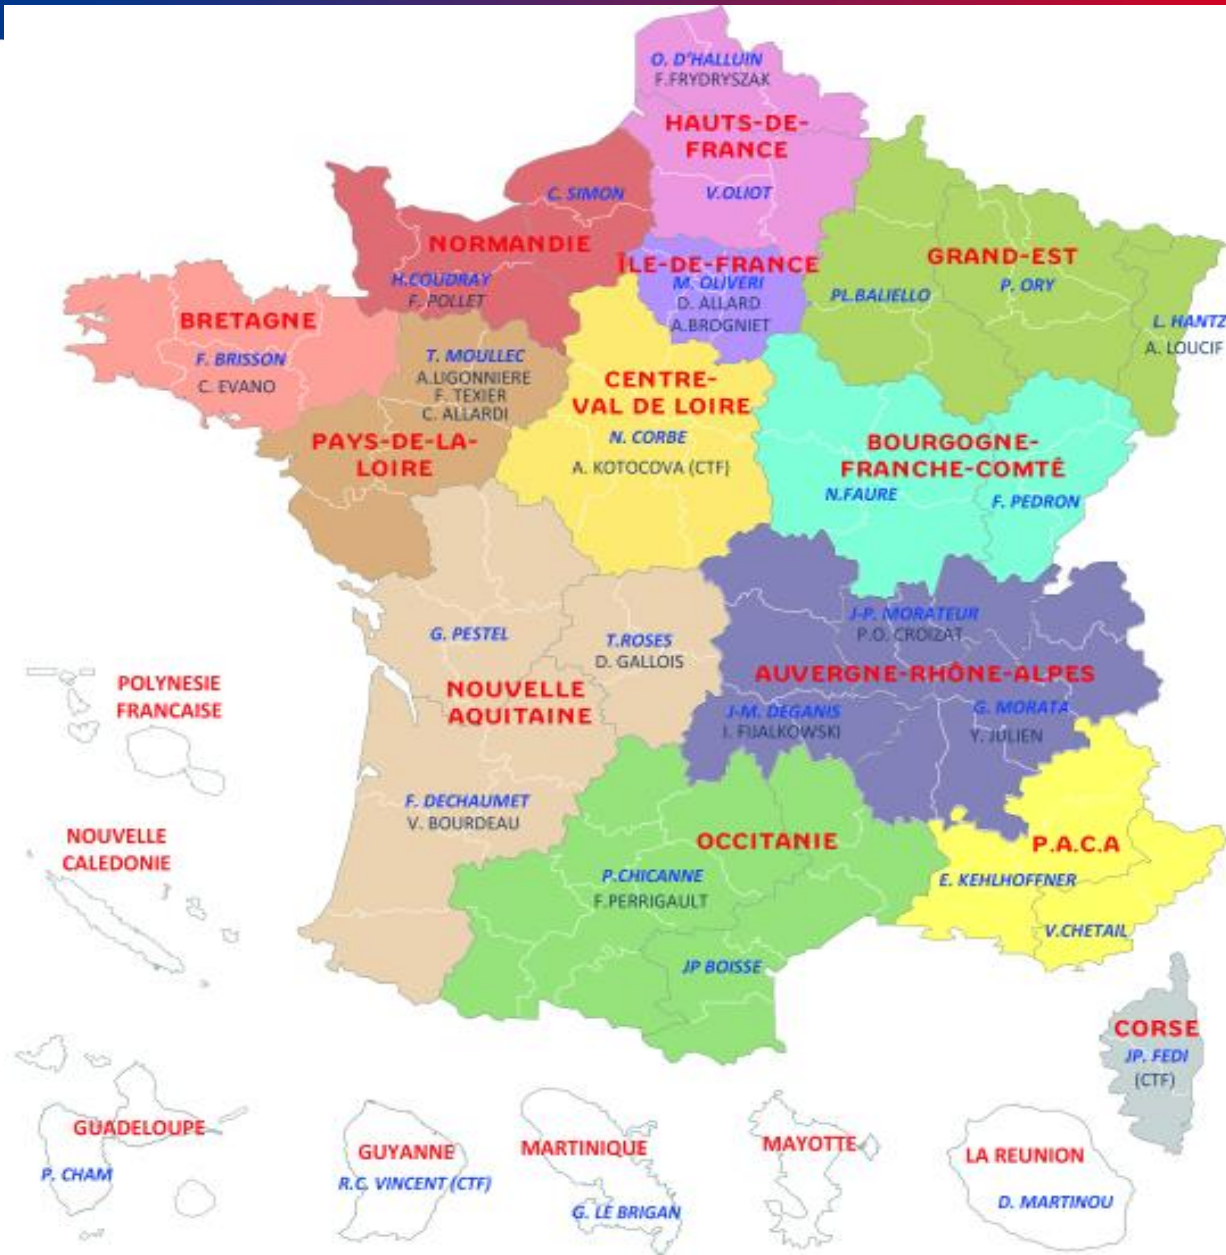 O. D'HALLUIN
F.FRYDRYSZAK
HAUTS-DE-
FRANCE
V.OLIOT
C. SIMON
NORMANDIE
H.COUDRAY
F. POLLET
ÎLE-DE-FRANCE
M. OLIVERI
D. ALLARD
A.BROGNIET
GRAND-EST
P. ORY
PL.BALIELLO
L. HANTZ
A. LOUCIF
BRETAGNE
F. BRISSON
C. EVANO
T. MOULLEC
A.LIGONNIERE
F. TEXIER
C. ALLARDI
PAYS-DE-LA-
LOIRE
CENTRE-
VAL DE LOIRE
N. CORBE
A. KOTOCOVA (CTF)
BOURGOGNE-
FRANCHE-COMTÉ
N.FAURE
F. PEDRON
G. PESTEL
T.ROSES
D. GALLOIS
NOUVELLE
AQUITAINE
F. DECHAUMET
V. BOURDEAU
J-P. MORATEUR
P.O. CROIZAT
AUVERGNE-RHÔNE-ALPES
J-M. DEGANIS
I. FIJALKOWSKI
G. MORATA
Y. JULIEN
POLYNESIE
FRANCAISE
NOUVELLE
CALEDONIE
OCCITANIE
P.CHICANNE
F.PERRIGAULT
JP BOISSE
P.A.C.A
E. KEHLHOFFNER
V.CHETAIL
CORSE
JP. FEDI
(CTF)
GUADELOUPE
P. CHAM
GUYANNE
R.C. VINCENT (CTF)
MARTINIQUE
G. LE BRIGAN
MAYOTTE
LA REUNION
D. MARTINOU